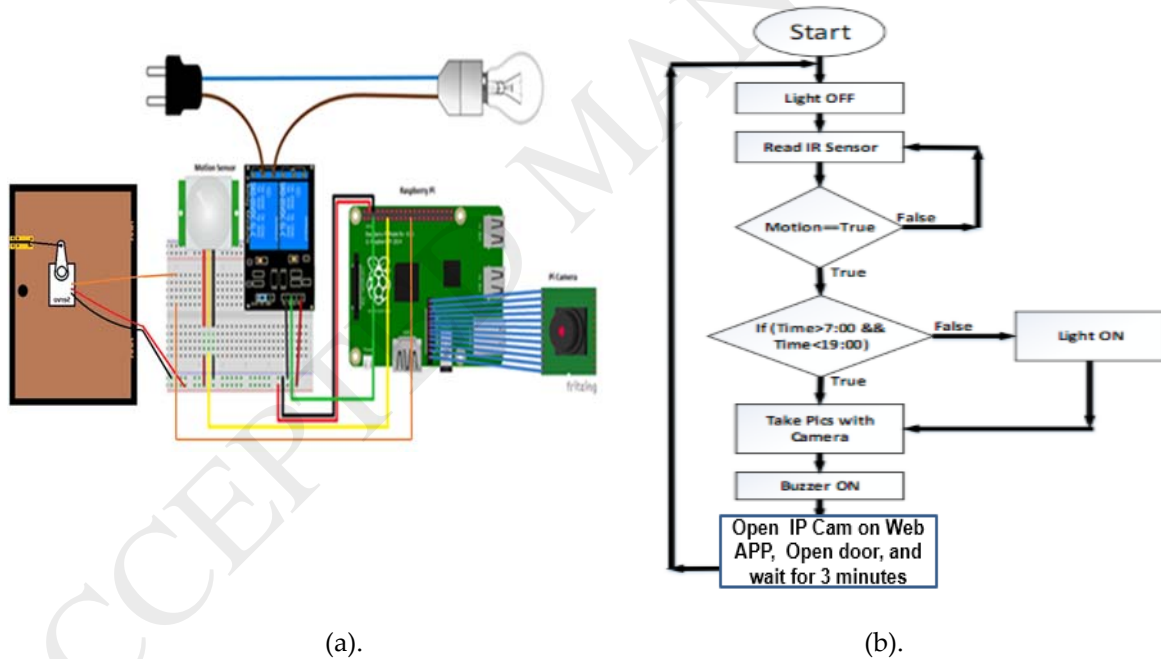 CCEPTED MAN
Motion Sensor
Raspberry Pi
Pi Camera
fritzing
(a).
Start
Light OFF
Read IR Sensor
Motion==True
False
True
If (Time>7:00 &&
Time<19:00)
False
Light ON
True
Take Pics with
Camera
Buzzer ON
Open IP Cam on Web
APP, Open door, and
wait for 3 minutes
(b).